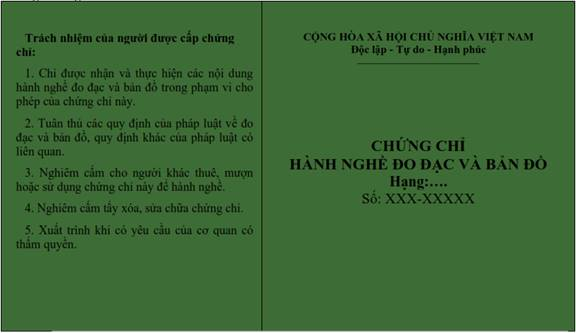 Trách nhiệm của người được cấp chứng
chỉ:
1. Chỉ được nhận và thực hiện các nội dung
hành nghề đo đạc và bản đồ trong phạm vi cho
phép của chứng chỉ này.
2. Tuân thủ các quy định của pháp luật về đo
đạc và bản đồ, quy định khác của pháp luật có
liên quan.
3. Nghiêm cấm cho người khác thuê, mượn
hoặc sử dụng chứng chỉ này để hành nghề.
4. Nghiêm cấm tẩy xóa, sửa chữa chứng chỉ.
5. Xuất trình khi có yêu cầu của cơ quan có
thẩm quyền.
CỘNG HÒA XÃ HỘI CHỦ NGHĨA VIỆT NAM
Độc lập - Tự do - Hạnh phúc
CHỨNG CHỈ
HÀNH NGHỀ ĐO ĐẠC VÀ BẢN ĐỒ
Hạng:....
Số: XXX-XXXXX